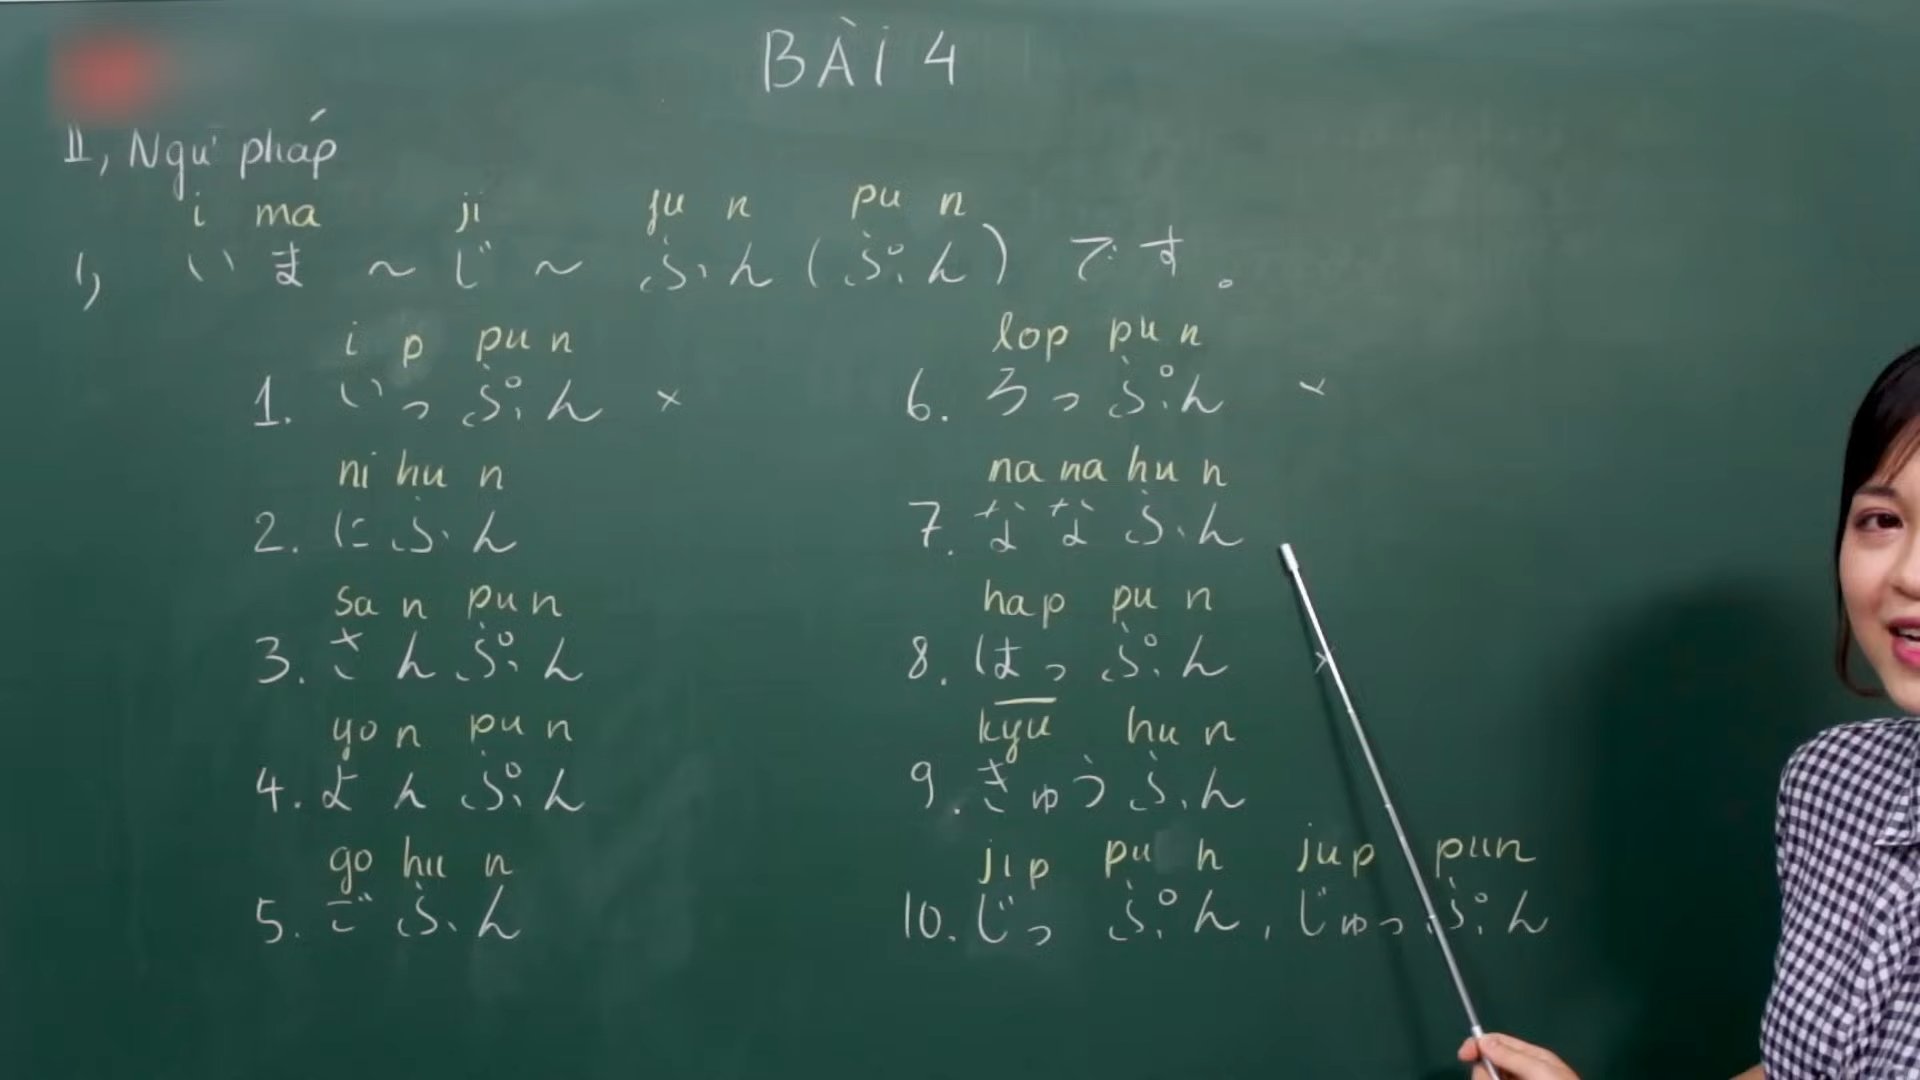 BÀI 4
II, Ngữ pháp
i ma ji fu n pu n
1, いま ~ じ ~ ふん (ぷん) です。
i p pu n
1. いっぷん ×
ni hu n
2. にふん
sa n pu n
3. さんぷん
yo n pu n
4. よんぷん
go hu n
5. ごふん
lop pu n
6. ろっぷん ×
na na hu n
7. ななふん
hap pu n
8. はっぷん ×
kyū hu n
9. きゅうふん
jip pu n jup pun
10. じっぷん, じゅっぷん